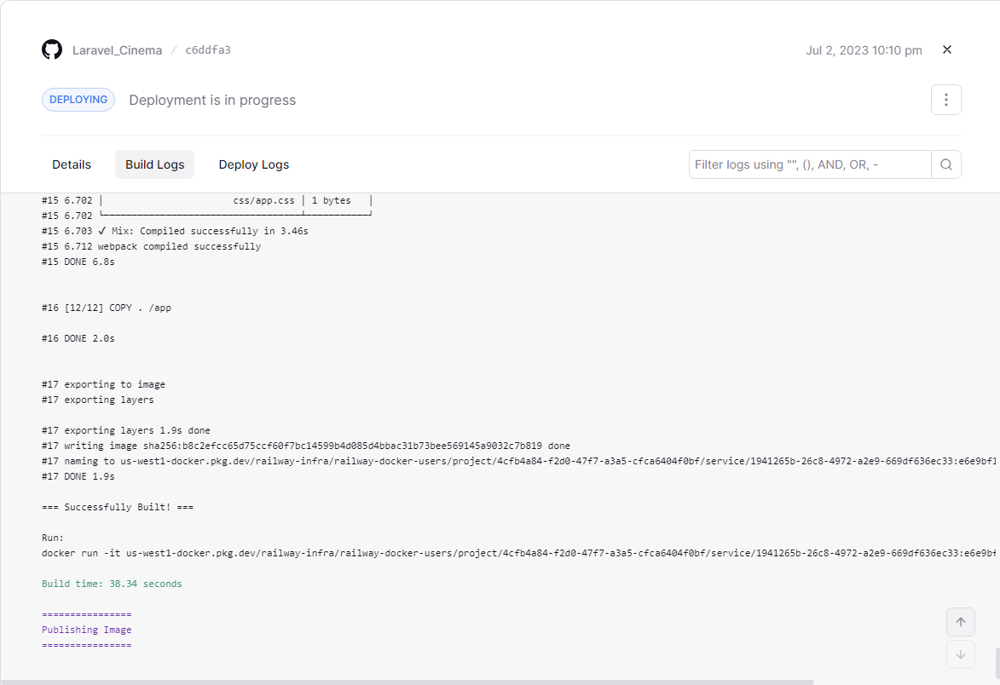 Laravel_Cinema / c6ddfa3 Jul 2, 2023 10:10 pm
DEPLOYING Deployment is in progress
Details Build Logs Deploy Logs Filter logs using "", (), AND, OR, -
#15 6.702 | css/app.css | 1 bytes |
#15 6.702
#15 6.703 ✔ Mix: Compiled successfully in 3.46s
#15 6.712 webpack compiled successfully
#15 DONE 6.8s
#16 [12/12] COPY . /app
#16 DONE 2.0s
#17 exporting to image
#17 exporting layers
#17 exporting layers 1.9s done
#17 writing image sha256:b8c2efcc65d75ccf60f7bc14599b4d085d4bbac31b73bee569145a9032c7b819 done
#17 naming to us-west1-docker.pkg.dev/railway-infra/railway-docker-users/project/4cfb4a84-f2d0-47f7-a3a5-cfca6404f0bf/service/1941265b-26c8-4972-a2e9-669df636ec33:e6e9bf1
#17 DONE 1.9s
=== Successfully Built! ===
Run:
docker run -it us-west1-docker.pkg.dev/railway-infra/railway-docker-users/project/4cfb4a84-f2d0-47f7-a3a5-cfca6404f0bf/service/1941265b-26c8-4972-a2e9-669df636ec33:e6e9bf
Build time: 38.34 seconds
================
Publishing Image
================